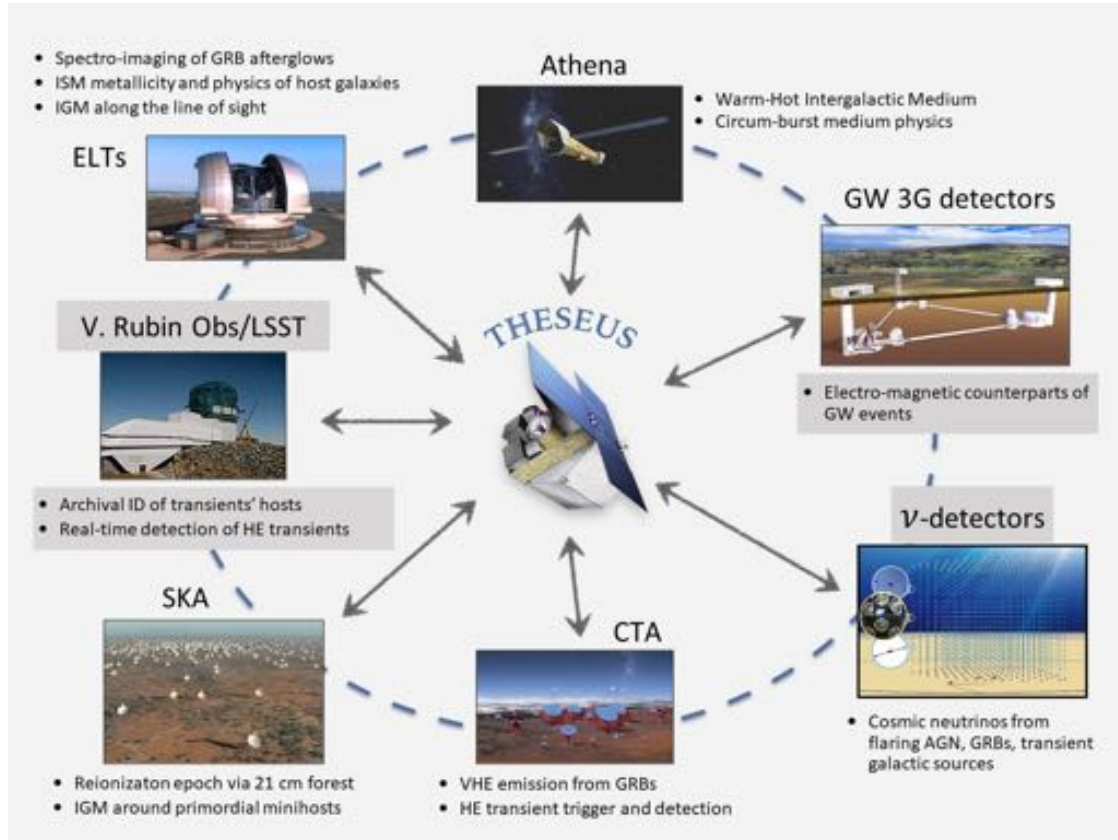 • Spectro-imaging of GRB afterglows
• ISM metallicity and physics of host galaxies
• IGM along the line of sight
ELTs
Athena
• Warm-Hot Intergalactic Medium
• Circum-burst medium physics
GW 3G detectors
• Electro-magnetic counterparts of
GW events
V. Rubin Obs/LSST
• Archival ID of transients' hosts
• Real-time detection of HE transients
THESEUS
ν-detectors
• Cosmic neutrinos from
flaring AGN, GRBs, transient
galactic sources
SKA
• Reionizaton epoch via 21 cm forest
• IGM around primordial minihosts
CTA
• VHE emission from GRBs
• HE transient trigger and detection